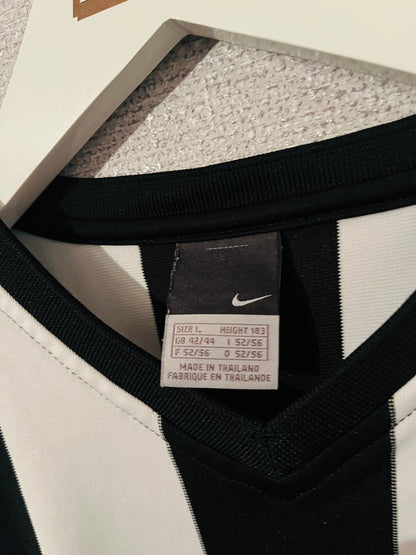 SIZE L HEIGHT 183
GB 42/44 I 52/56
F 52/56 D 52/56
MADE IN THAILAND
FABRIQUE EN THAILANDE